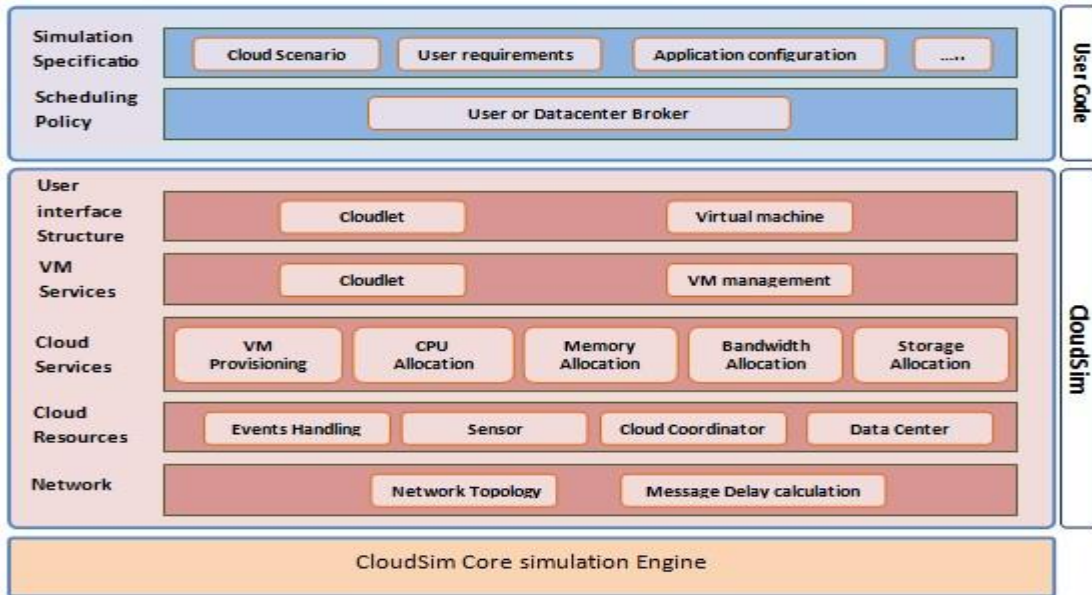 Simulation
Specificatio
Cloud Scenario
User requirements
Application configuration
.....
Scheduling
Policy
User or Datacenter Broker
User Code
User
interface
Structure
Cloudlet
Virtual machine
VM
Services
Cloudlet
VM management
Cloud
Services
VM
Provisioning
CPU
Allocation
Memory
Allocation
Bandwidth
Allocation
Storage
Allocation
Cloud
Resources
Events Handling
Sensor
Cloud Coordinator
Data Center
Network
Network Topology
Message Delay calculation
CloudSim
CloudSim Core simulation Engine